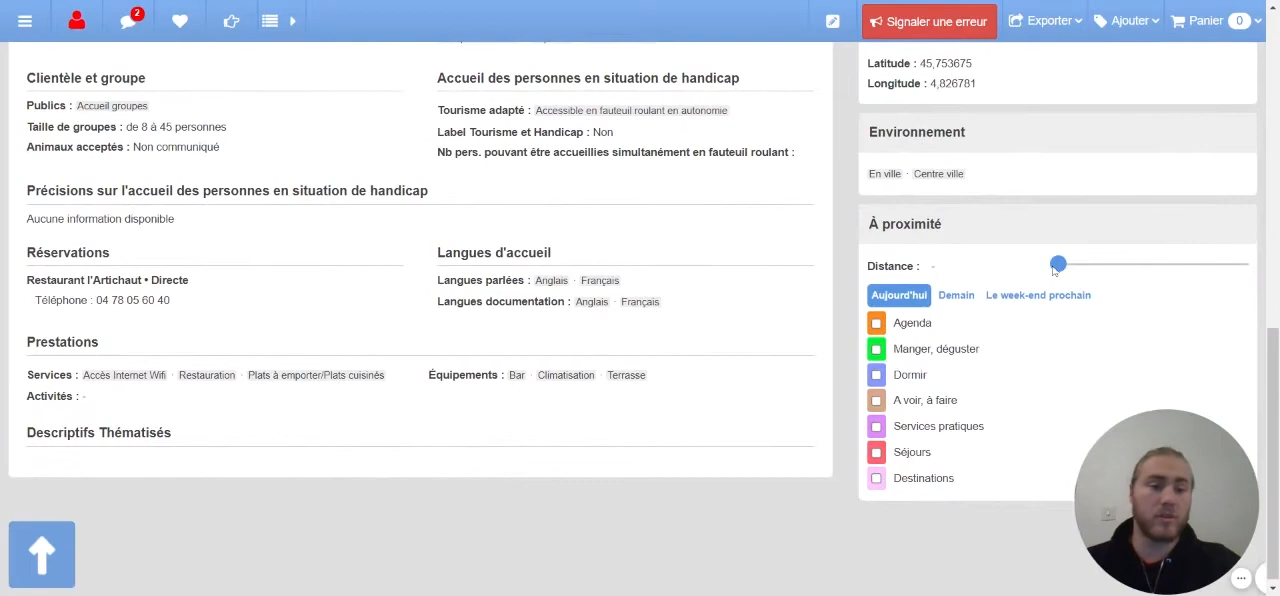 2
Signaler une erreur
Exporter
Ajouter
Panier 0
Clientèle et groupe
Publics : Accueil groupes
Taille de groupes : de 8 à 45 personnes
Animaux acceptés : Non communiqué
Accueil des personnes en situation de handicap
Tourisme adapté : Accessible en fauteuil roulant en autonomie
Label Tourisme et Handicap : Non
Nb pers. pouvant être accueillies simultanément en fauteuil roulant :
Précisions sur l'accueil des personnes en situation de handicap
Aucune information disponible
Réservations
Restaurant l'Artichaut • Directe
Téléphone : 04 78 05 60 40
Langues d'accueil
Langues parlées : Anglais · Français
Langues documentation : Anglais · Français
Prestations
Services : Accès Internet Wifi · Restauration · Plats à emporter/Plats cuisinés
Équipements : Bar · Climatisation · Terrasse
Activités : -
Descriptifs Thématisés
Latitude : 45,753675
Longitude : 4,826781
Environnement
En ville · Centre ville
À proximité
Distance : -
Aujourd'hui Demain Le week-end prochain
Agenda
Manger, déguster
Dormir
A voir, à faire
Services pratiques
Séjours
Destinations